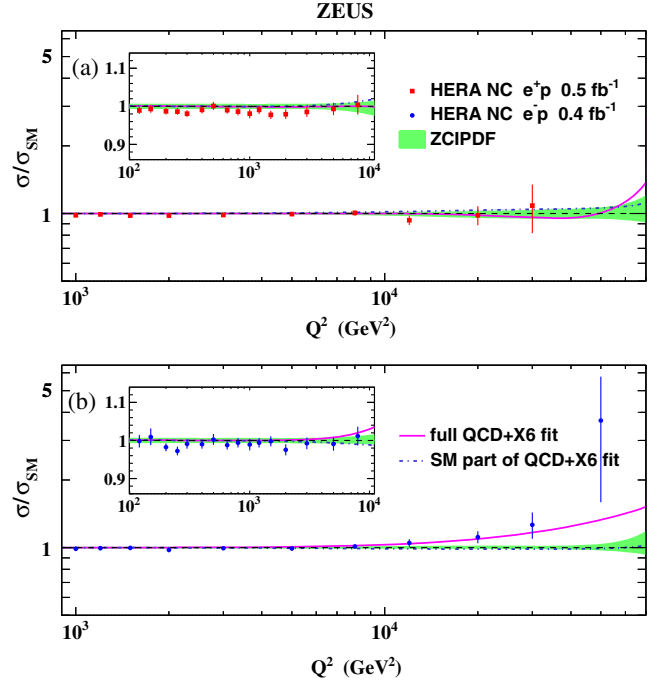 ZEUS
(a)
1.1
1
0.9
10²
10³
10⁴
HERA NC e⁺p 0.5 fb⁻¹
HERA NC e⁻p 0.4 fb⁻¹
ZCIPDF
5
1
σ/σ_SM
10³
10⁴
Q² (GeV²)
(b)
1.1
1
0.9
10²
10³
10⁴
full QCD+X6 fit
SM part of QCD+X6 fit
5
1
σ/σ_SM
10³
10⁴
Q² (GeV²)